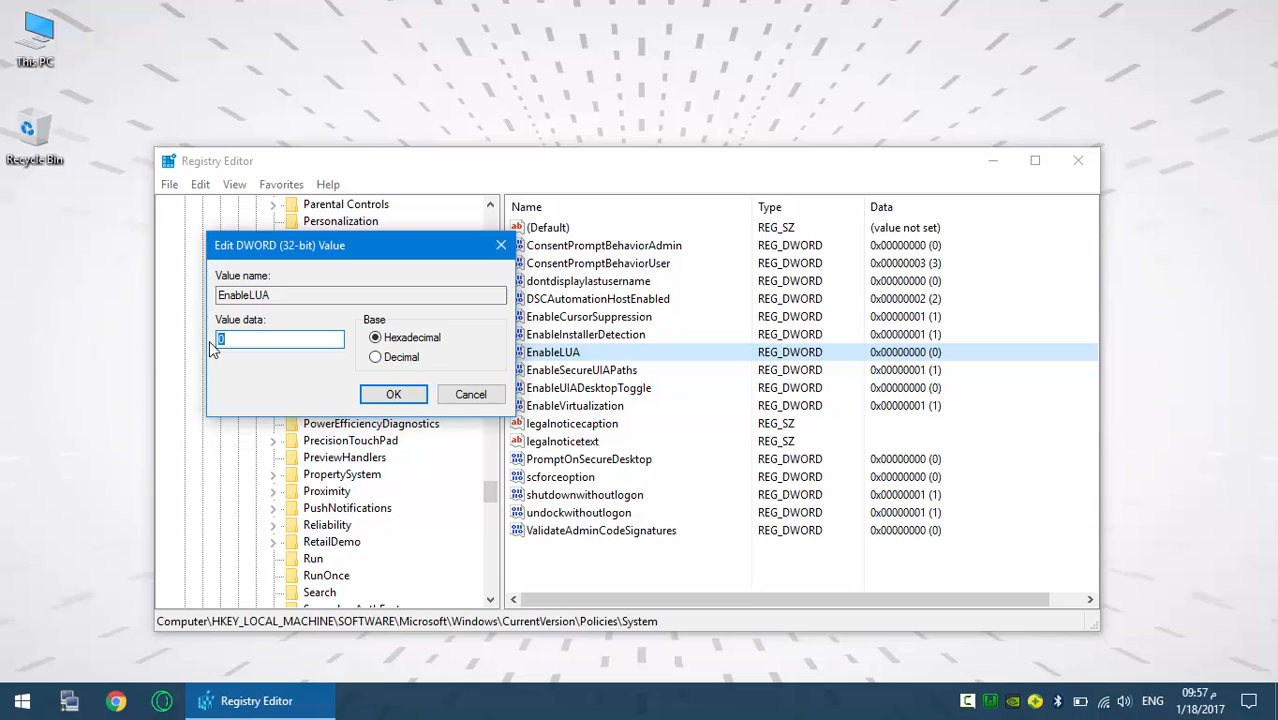 This PC
Recycle Bin
Registry Editor
File Edit View Favorites Help
Parental Controls
Personalization
Edit DWORD (32-bit) Value
Value name:
EnableLUA
Value data:
0
Base
Hexadecimal
Decimal
OK Cancel
PowerEfficiencyDiagnostics
PrecisionTouchPad
PreviewHandlers
PropertySystem
Proximity
PushNotifications
Reliability
RetailDemo
Run
RunOnce
Search
Name Type Data
(Default) REG_SZ (value not set)
ConsentPromptBehaviorAdmin REG_DWORD 0x00000000 (0)
ConsentPromptBehaviorUser REG_DWORD 0x00000003 (3)
dontdisplaylastusername REG_DWORD 0x00000000 (0)
DSCAutomationHostEnabled REG_DWORD 0x00000002 (2)
EnableCursorSuppression REG_DWORD 0x00000001 (1)
EnableInstallerDetection REG_DWORD 0x00000001 (1)
EnableLUA REG_DWORD 0x00000000 (0)
EnableSecureUIAPaths REG_DWORD 0x00000001 (1)
EnableUIADesktopToggle REG_DWORD 0x00000000 (0)
EnableVirtualization REG_DWORD 0x00000001 (1)
legalnoticecaption REG_SZ
legalnoticetext REG_SZ
PromptOnSecureDesktop REG_DWORD 0x00000000 (0)
scforceoption REG_DWORD 0x00000000 (0)
shutdownwithoutlogon REG_DWORD 0x00000001 (1)
undockwithoutlogon REG_DWORD 0x00000001 (1)
ValidateAdminCodeSignatures REG_DWORD 0x00000000 (0)
Computer\HKEY_LOCAL_MACHINE\SOFTWARE\Microsoft\Windows\CurrentVersion\Policies\System
Registry Editor
ENG
09:57 م
1/18/2017